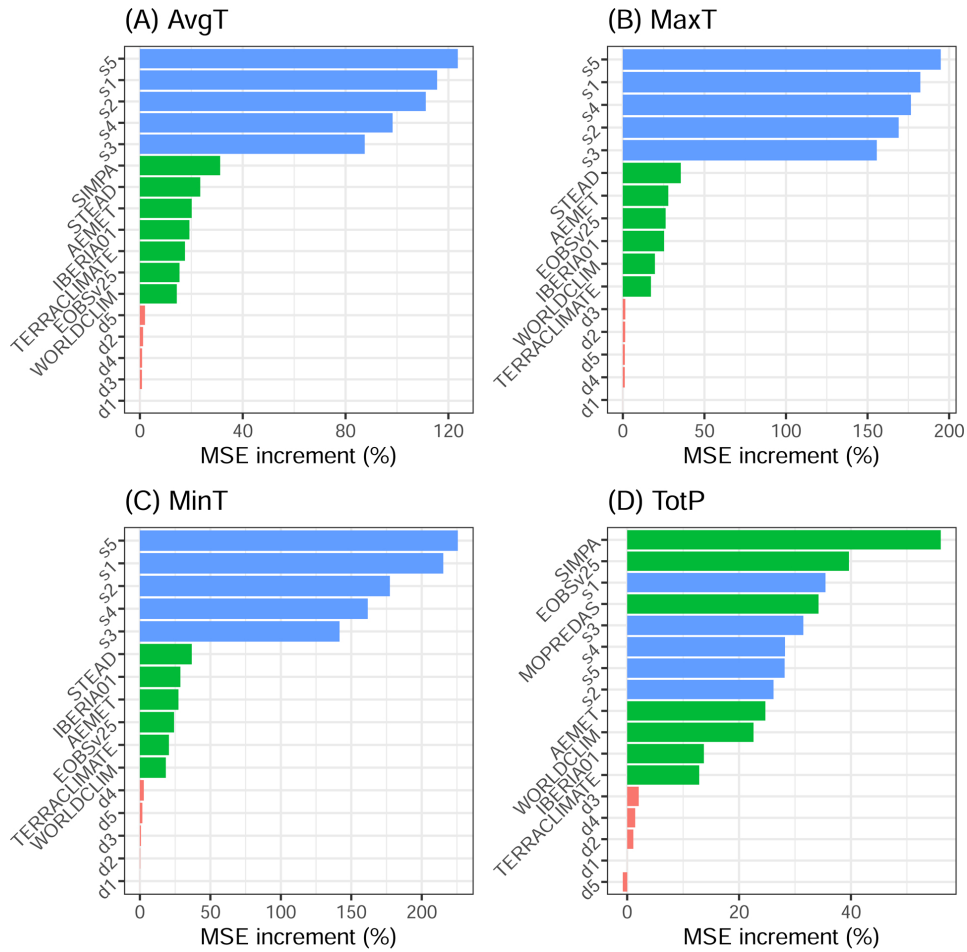 (A) AvgT
s5
s1
s2
s4
s3
SIMPA
STEAD
AEMET
IBERIA01
TERRACLIMATE
EOBSv25
WORLDCLIM
d5
d2
d4
d3
d1
0 40 80 120
MSE increment (%)
(B) MaxT
s5
s1
s4
s2
s3
STEAD
AEMET
EOBSv25
IBERIA01
WORLDCLIM
TERRACLIMATE
d3
d2
d5
d4
d1
0 50 100 150 200
MSE increment (%)
(C) MinT
s5
s1
s2
s4
s3
STEAD
IBERIA01
AEMET
EOBSv25
TERRACLIMATE
WORLDCLIM
d4
d5
d3
d2
d1
0 50 100 150 200
MSE increment (%)
(D) TotP
SIMPA
EOBSv25
s1
MOPREDAS
s3
s4
s5
s2
AEMET
WORLDCLIM
IBERIA01
TERRACLIMATE
d3
d4
d2
d1
d5
0 20 40
MSE increment (%)